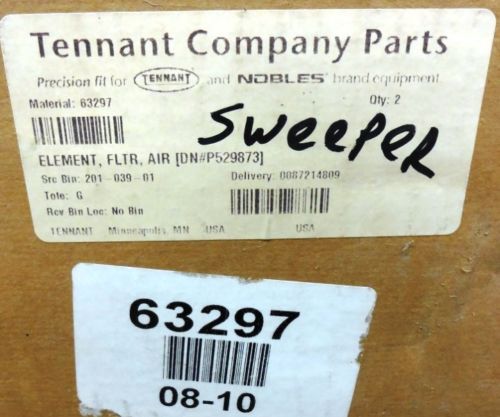 Tennant Company Parts
Precision fit for TENNANT and NOBLES brand equipment
Material: 63297 Qty: 2
SWEEPER
ELEMENT, FLTR, AIR [DN#P529873]
Src Bin: 201-039-01 Delivery: 0087214809
Tote: G
Rcv Bin Loc: No Bin
TENNANT Minneapolis, MN USA USA
63297
08-10